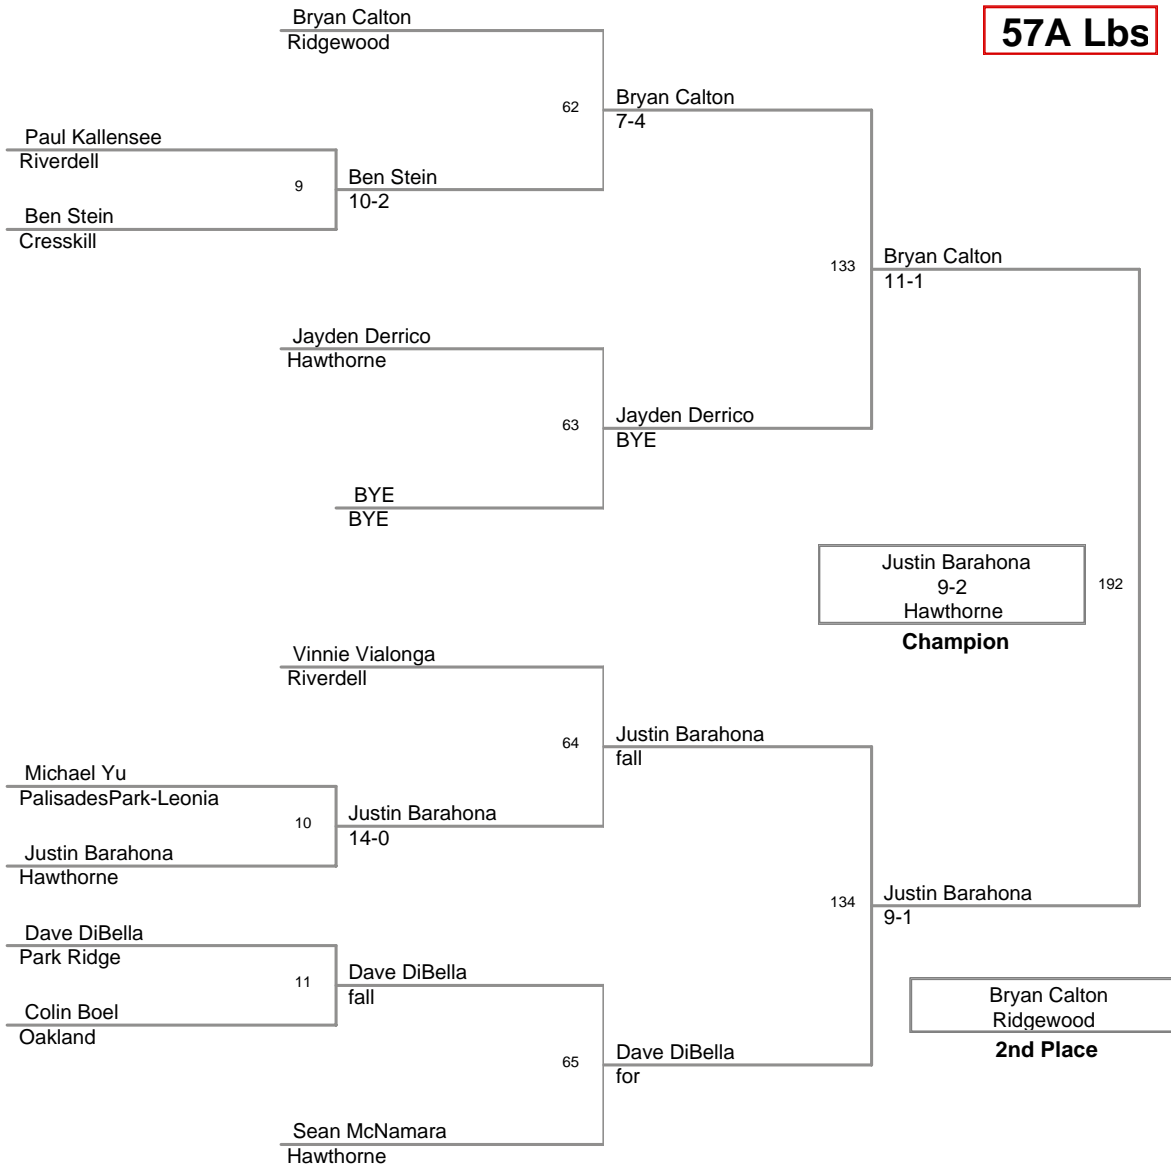 Bryan Calton
Ridgewood
57A Lbs
62
Bryan Calton
7-4
Paul Kallensee
Riverdell
9
Ben Stein
10-2
Ben Stein
Cresskill
133
Bryan Calton
11-1
Jayden Derrico
Hawthorne
63
Jayden Derrico
BYE
BYE
BYE
Justin Barahona
9-2
Hawthorne
192
Champion
Vinnie Vialonga
Riverdell
64
Justin Barahona
fall
Michael Yu
PalisadesPark-Leonia
10
Justin Barahona
14-0
Justin Barahona
Hawthorne
134
Justin Barahona
9-1
Dave DiBella
Park Ridge
11
Dave DiBella
fall
Colin Boel
Oakland
Bryan Calton
Ridgewood
2nd Place
65
Dave DiBella
for
Sean McNamara
Hawthorne